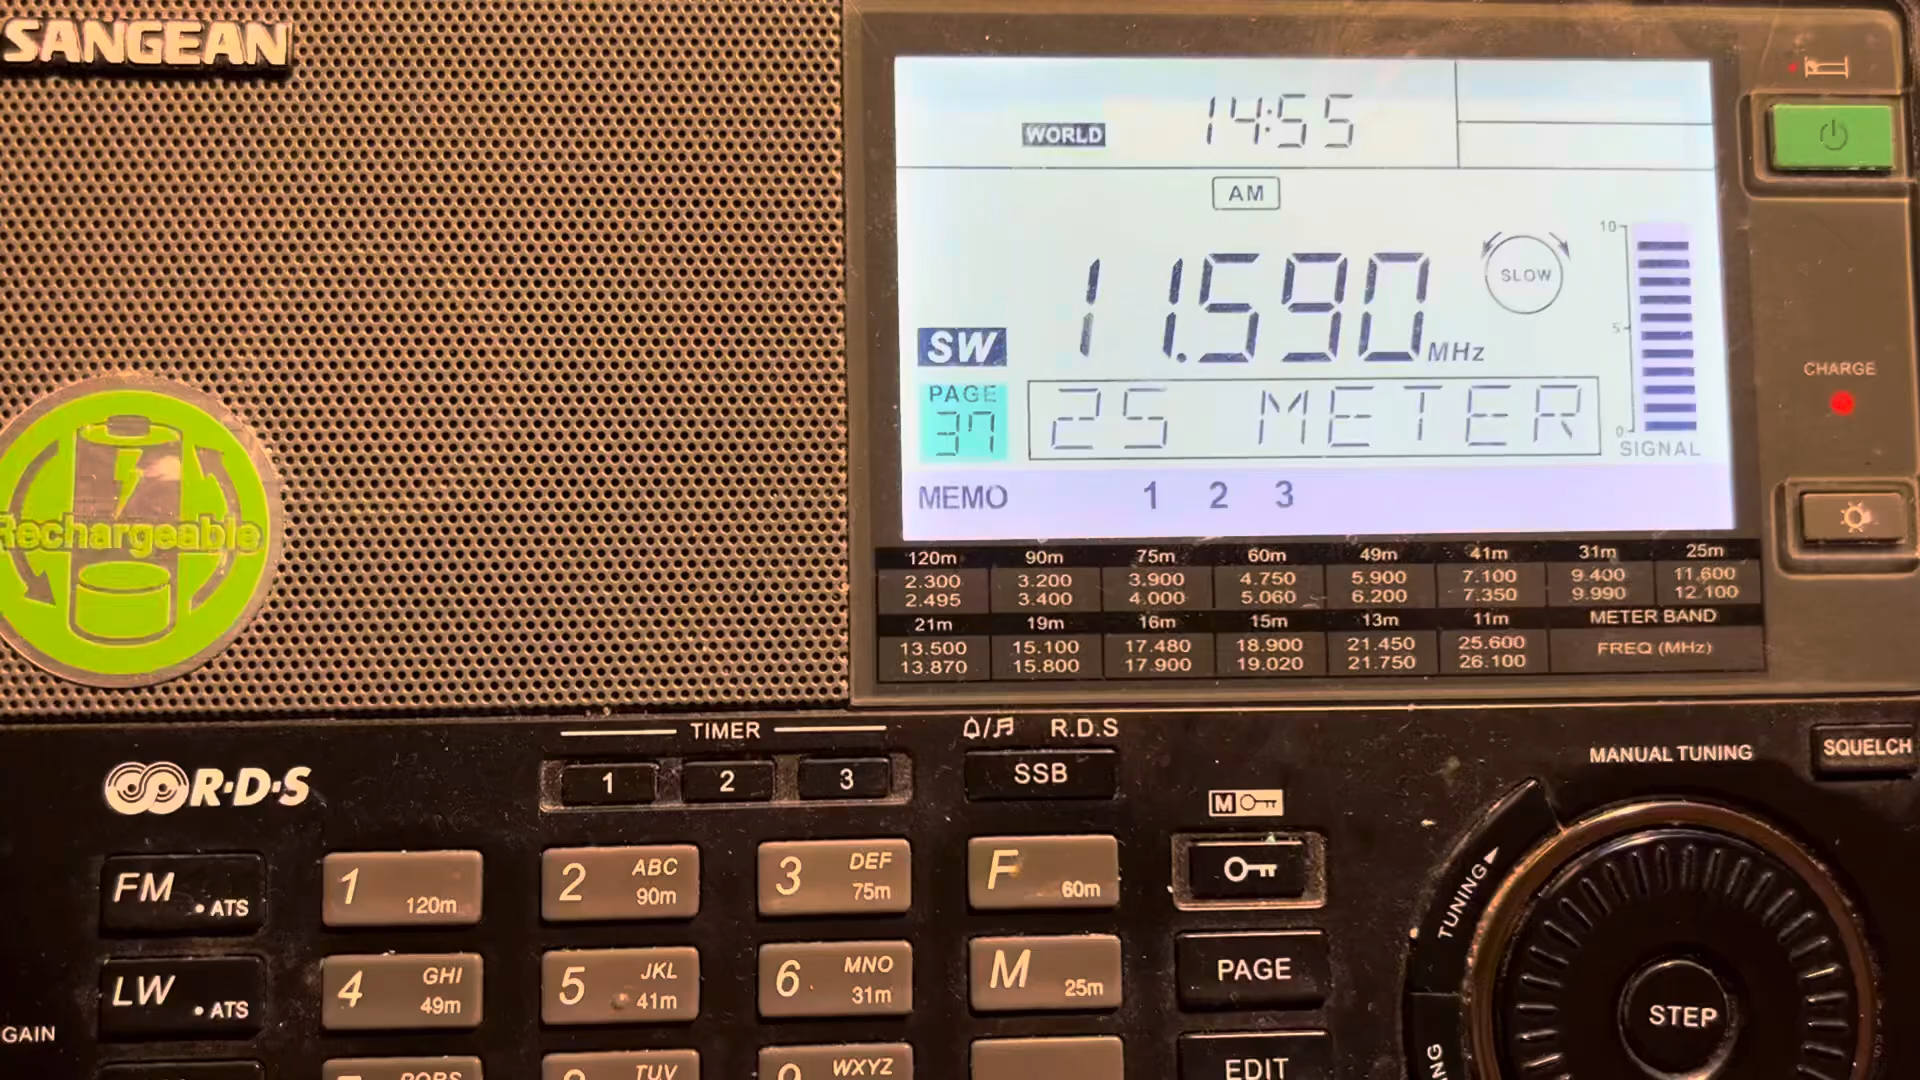 SANGEAN
WORLD 14:55
AM
11.590 MHz
SLOW
SW
PAGE
37
25 METER
MEMO 1 2 3
10
5
0
SIGNAL
CHARGE
Rechargeable
120m 90m 75m 60m 49m 41m 31m 25m
2.300 3.200 3.900 4.750 5.900 7.100 9.400 11.600
2.495 3.400 4.000 5.060 6.200 7.350 9.990 12.100
21m 19m 16m 15m 13m 11m METER BAND
13.500 15.100 17.480 18.900 21.450 25.600 FREQ (MHz)
13.870 15.800 17.900 19.020 21.750 26.100
R·D·S
TIMER
1 2 3
R.D.S
SSB
M
MANUAL TUNING
SQUELCH
FM • ATS
1 120m
2 ABC 90m
3 DEF 75m
F 60m
TUNING
LW • ATS
4 GHI 49m
5 JKL 41m
6 MNO 31m
M 25m
PAGE
STEP
GAIN
TUV
WXYZ
EDIT